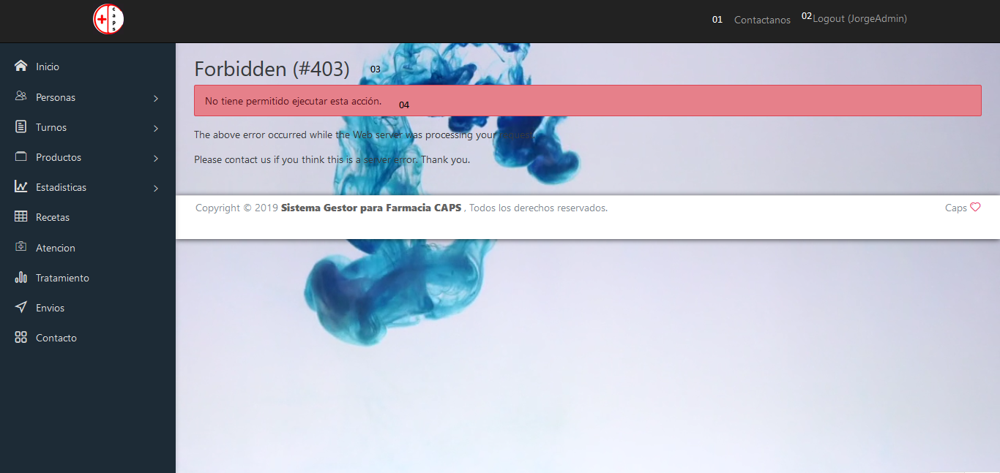 caps
01 Contactanos 02 Logout (JorgeAdmin)
Inicio
Personas
Turnos
Productos
Estadisticas
Recetas
Atencion
Tratamiento
Envios
Contacto
Forbidden (#403) 03
No tiene permitido ejecutar esta acción. 04
The above error occurred while the Web server was processing your request.
Please contact us if you think this is a server error. Thank you.
Copyright © 2019 Sistema Gestor para Farmacia CAPS , Todos los derechos reservados.
Caps